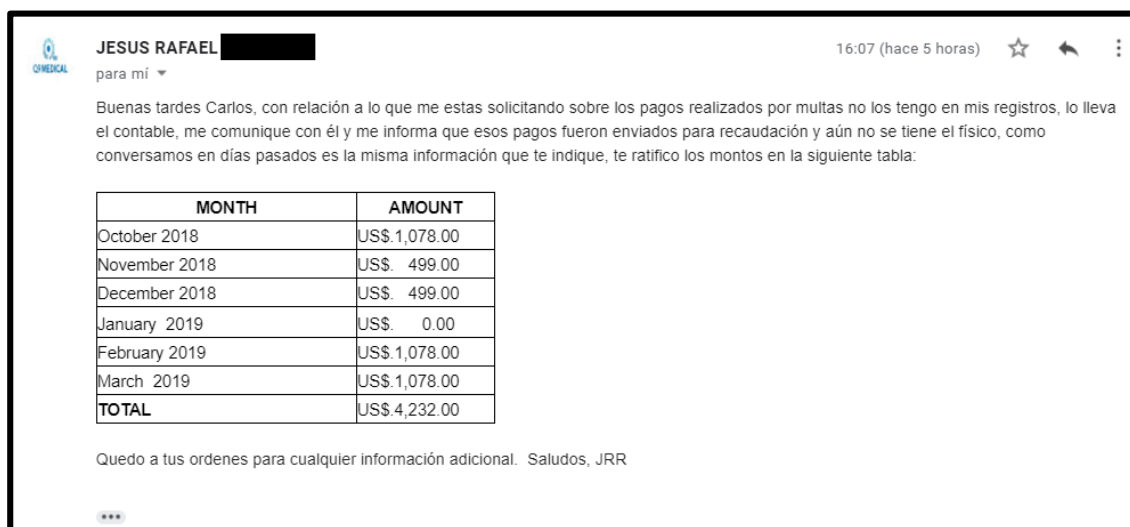 JESUS RAFAEL
16:07 (hace 5 horas)
QFMEDICAL
para mí
Buenas tardes Carlos, con relación a lo que me estas solicitando sobre los pagos realizados por multas no los tengo en mis registros, lo lleva
el contable, me comunique con él y me informa que esos pagos fueron enviados para recaudación y aún no se tiene el físico, como
conversamos en días pasados es la misma información que te indique, te ratifico los montos en la siguiente tabla:
MONTH AMOUNT
October 2018 US$.1,078.00
November 2018 US$. 499.00
December 2018 US$. 499.00
January 2019 US$. 0.00
February 2019 US$.1,078.00
March 2019 US$.1,078.00
TOTAL US$.4,232.00
Quedo a tus ordenes para cualquier información adicional. Saludos, JRR